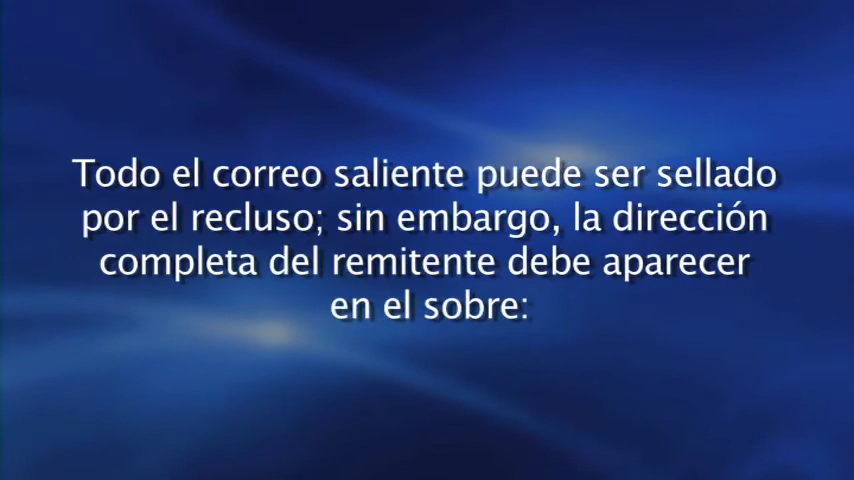 Todo el correo saliente puede ser sellado
por el recluso; sin embargo, la dirección
completa del remitente debe aparecer
en el sobre: